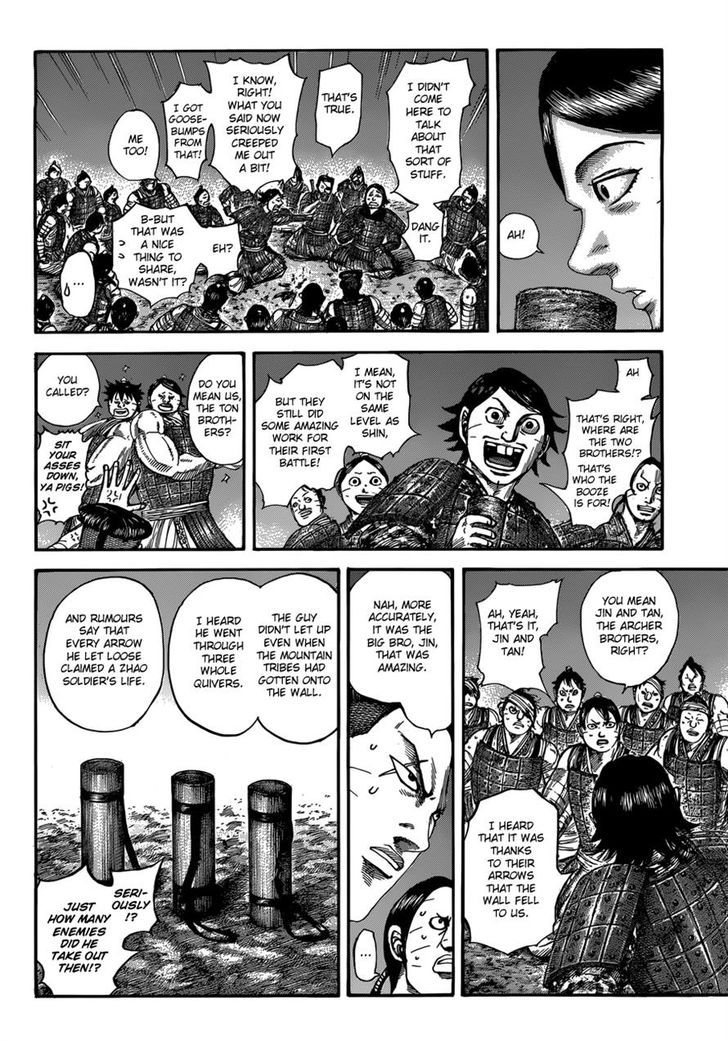 AH!
I DIDN'T
COME
HERE TO
TALK
ABOUT
THAT
SORT OF
STUFF.
DANG
IT.
THAT'S
TRUE.
I KNOW,
RIGHT!
WHAT YOU
SAID NOW
SERIOUSLY
CREEPED
ME OUT
A BIT!
I GOT
GOOSE-
BUMPS
FROM
THAT!
ME
TOO!
EH?
B-BUT
THAT WAS
A NICE
THING TO
SHARE,
WASN'T IT?
...
AH
THAT'S RIGHT,
WHERE ARE
THE TWO
BROTHERS!?
THAT'S
WHO THE
BOOZE
IS FOR!
I MEAN,
IT'S NOT
ON THE
SAME
LEVEL AS
SHIN,
BUT THEY
STILL DID
SOME AMAZING
WORK FOR
THEIR FIRST
BATTLE!
DO YOU
MEAN US,
THE TON
BROTH-
ERS?
YOU
CALLED?
SIT
YOUR
ASSES
DOWN,
YA PIGS!
YOU MEAN
JIN AND TAN,
THE ARCHER
BROTHERS,
RIGHT?
AH, YEAH,
THAT'S IT,
JIN AND
TAN!
I HEARD
THAT IT WAS
THANKS
TO THEIR
ARROWS
THAT THE
WALL FELL
TO US.
NAH, MORE
ACCURATELY,
IT WAS THE
BIG BRO, JIN,
THAT WAS
AMAZING.
...
THE GUY
DIDN'T LET UP
EVEN WHEN
THE MOUNTAIN
TRIBES HAD
GOTTEN ONTO
THE WALL.
I HEARD
HE WENT
THROUGH
THREE
WHOLE
QUIVERS.
AND RUMOURS
SAY THAT
EVERY ARROW
HE LET LOOSE
CLAIMED A ZHAO
SOLDIER'S LIFE.
SERI-
OUSLY
!?
JUST
HOW MANY
ENEMIES
DID HE
TAKE OUT
THEN!?